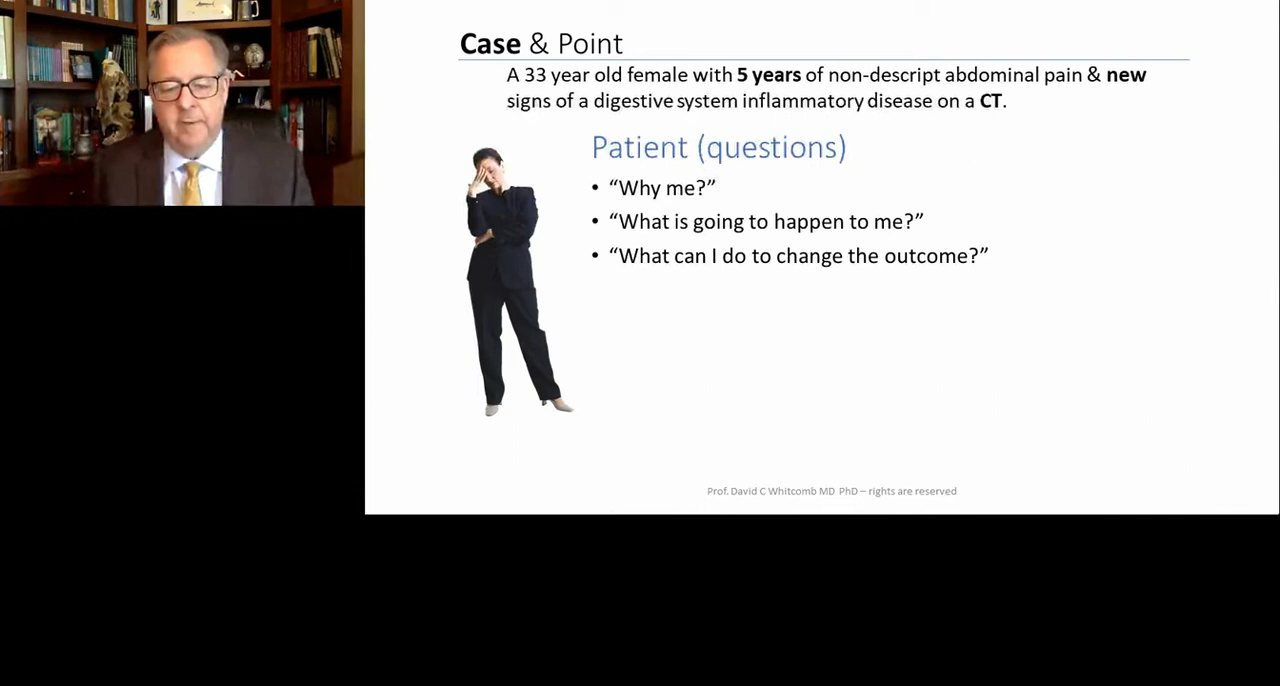 Case & Point
A 33 year old female with 5 years of non-descript abdominal pain & new
signs of a digestive system inflammatory disease on a CT.
Patient (questions)
• “Why me?”
• “What is going to happen to me?”
• “What can I do to change the outcome?”
Prof. David C Whitcomb MD PhD – rights are reserved